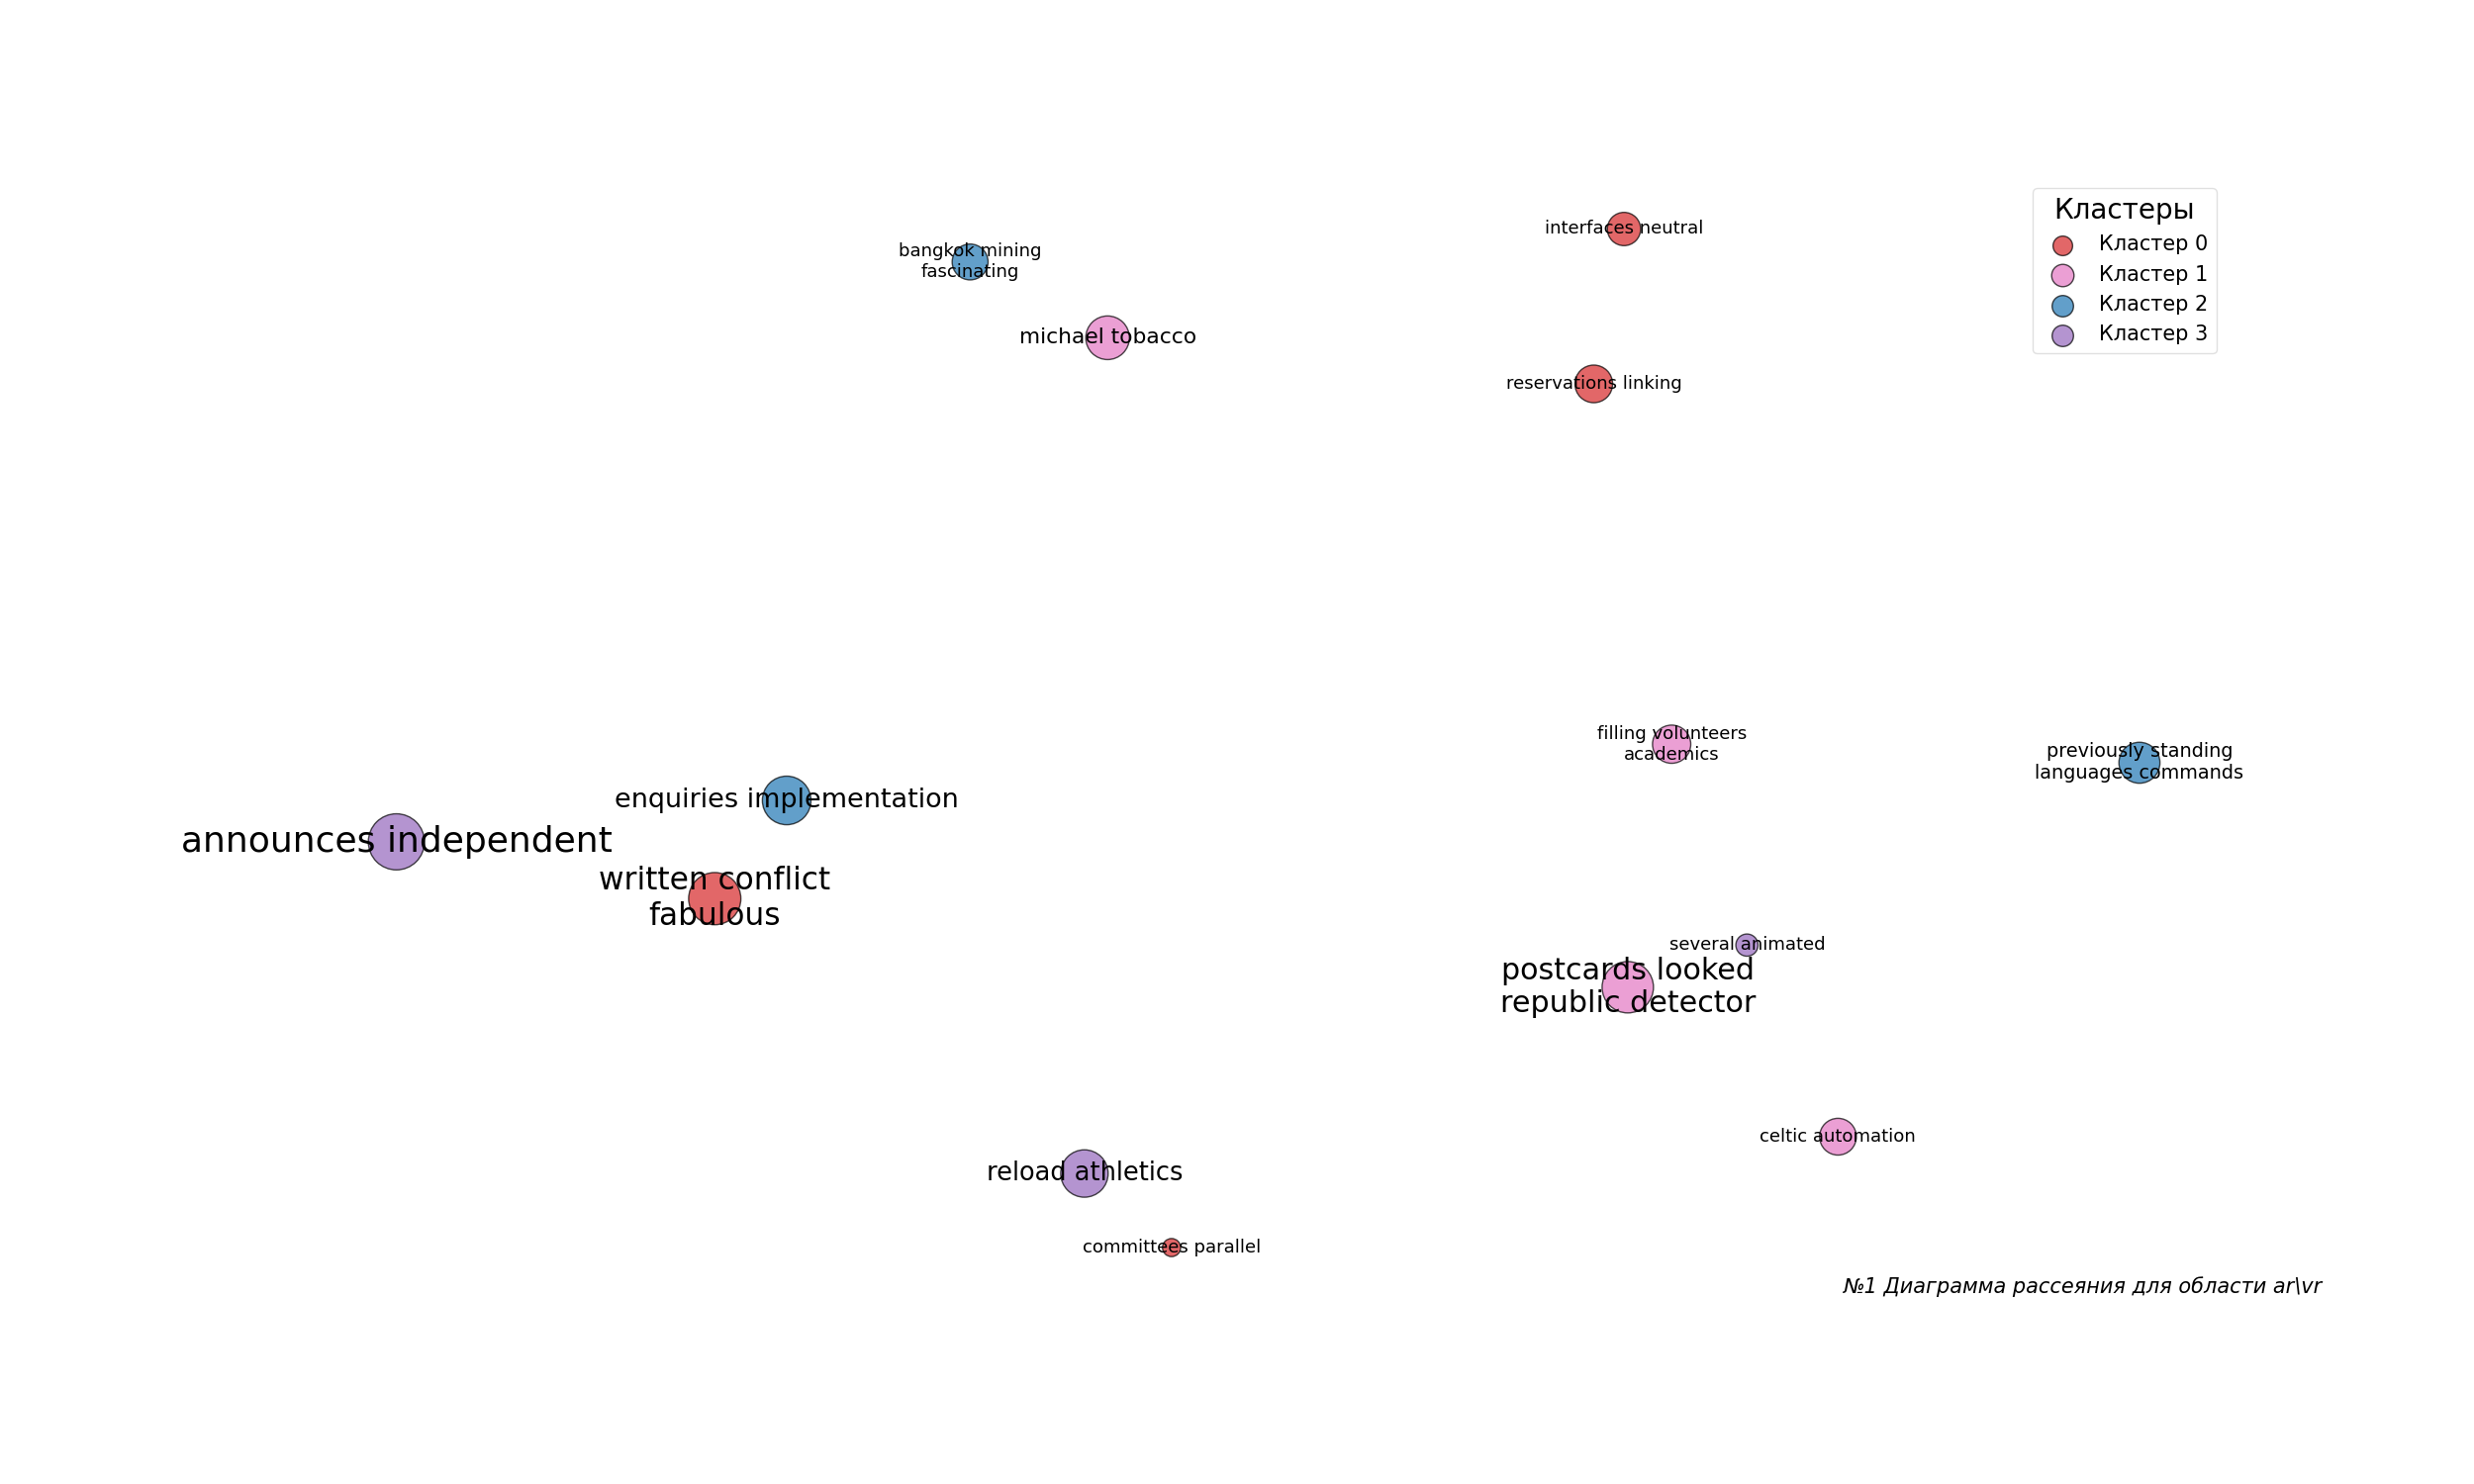 interfaces neutral
bangkok mining
fascinating
michael tobacco
reservations linking
Кластеры
Кластер 0
Кластер 1
Кластер 2
Кластер 3
filling volunteers
academics
previously standing
languages commands
enquiries implementation
announces independent
written conflict
fabulous
several animated
postcards looked
republic detector
celtic automation
reload athletics
committees parallel
№1 Диаграмма рассеяния для области ar\vr